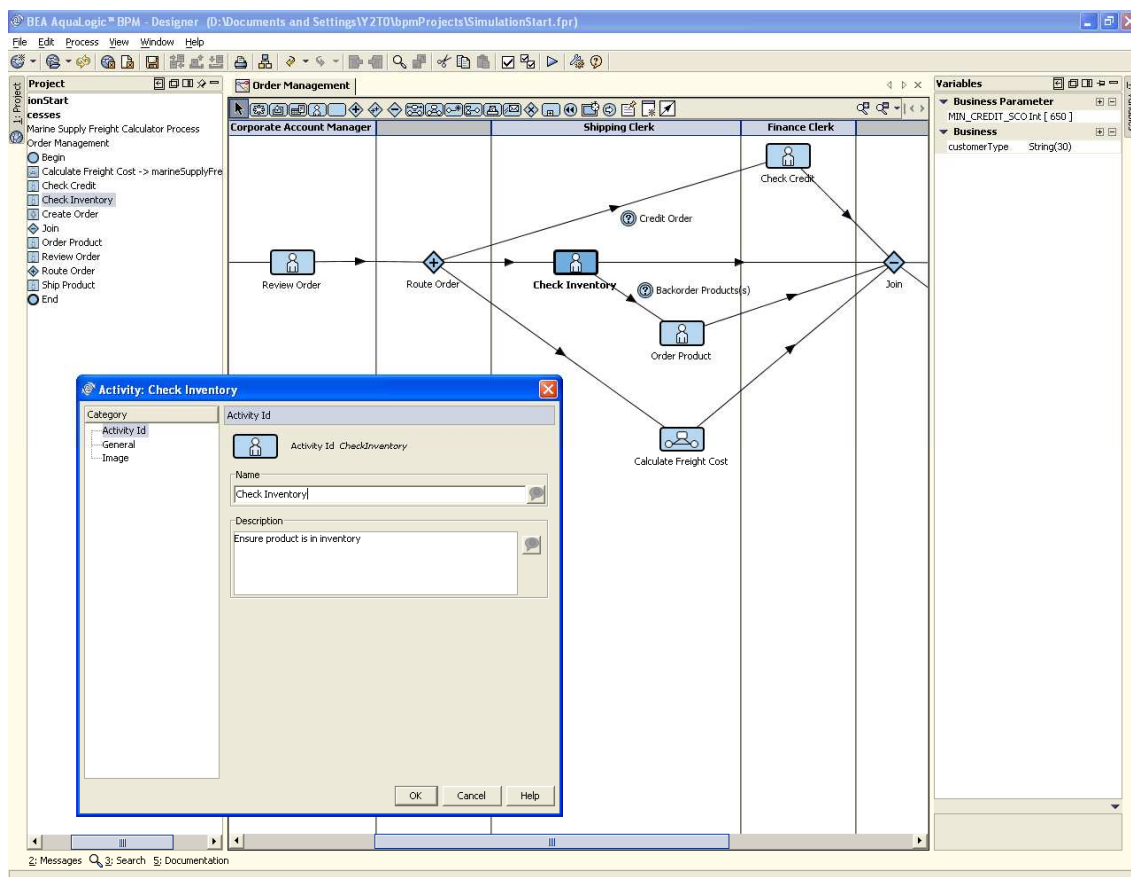 BEA AquaLogic™ BPM - Designer (D:\Documents and Settings\Y2T0\bpmProjects\SimulationStart.fpr)
File Edit Process View Window Help
1: Project
Project
ionStart
cesses
Marine Supply Freight Calculator Process
Order Management
Begin
Calculate Freight Cost -> marineSupplyFre
Check Credit
Check Inventory
Create Order
Join
Order Product
Review Order
Route Order
Ship Product
End
Order Management
Corporate Account Manager
Shipping Clerk
Finance Clerk
Check Credit
Credit Order
Review Order
Route Order
Check Inventory
Backorder Products(s)
Join
Order Product
Calculate Freight Cost
Variables
Business Parameter
MIN_CREDIT_SCO Int [ 650 ]
Business
customerType String(30)
Activity: Check Inventory
Category
Activity Id
General
Image
Activity Id
Activity Id CheckInventory
Name
Check Inventory
Description
Ensure product is in inventory
OK Cancel Help
2: Messages 3: Search 5: Documentation